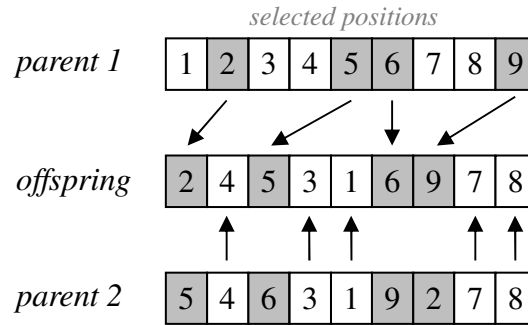 selected positions
parent 1 1 2 3 4 5 6 7 8 9
offspring 2 4 5 3 1 6 9 7 8
parent 2 5 4 6 3 1 9 2 7 8